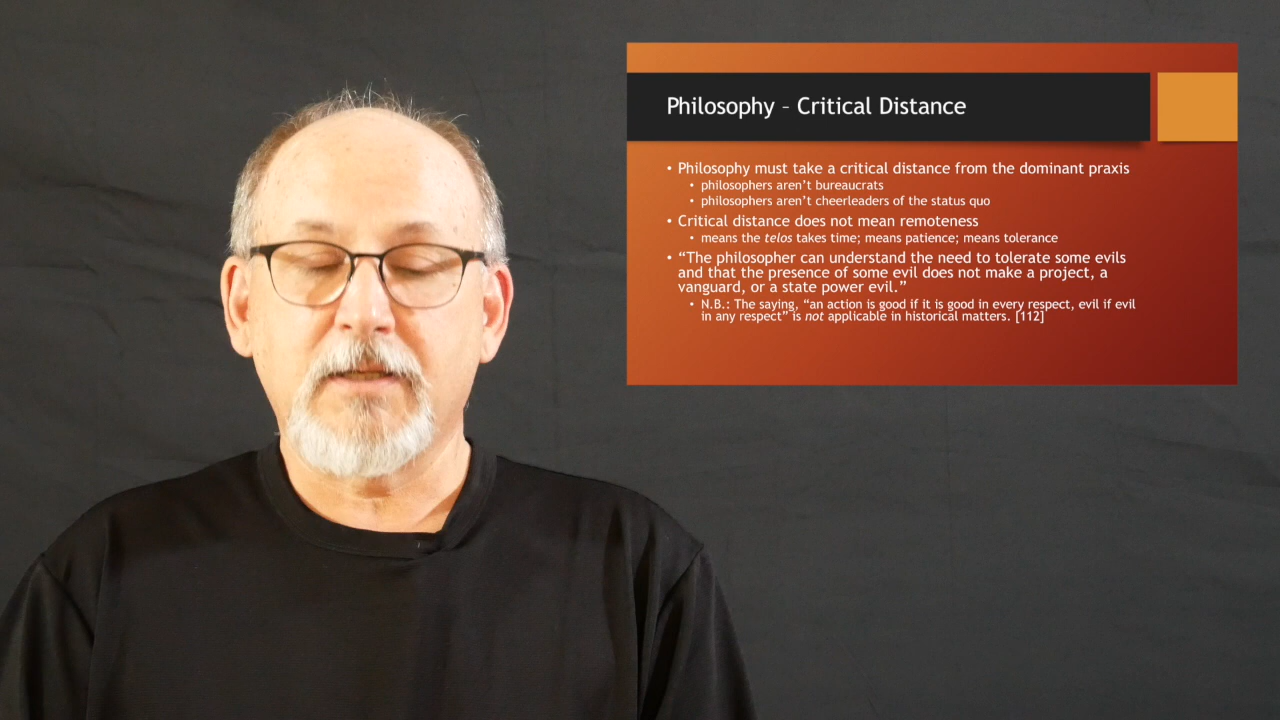 Philosophy – Critical Distance
• Philosophy must take a critical distance from the dominant praxis
• philosophers aren't bureaucrats
• philosophers aren't cheerleaders of the status quo
• Critical distance does not mean remoteness
• means the telos takes time; means patience; means tolerance
• “The philosopher can understand the need to tolerate some evils
and that the presence of some evil does not make a project, a
vanguard, or a state power evil.”
• N.B.: The saying, “an action is good if it is good in every respect, evil if evil
in any respect” is not applicable in historical matters. [112]